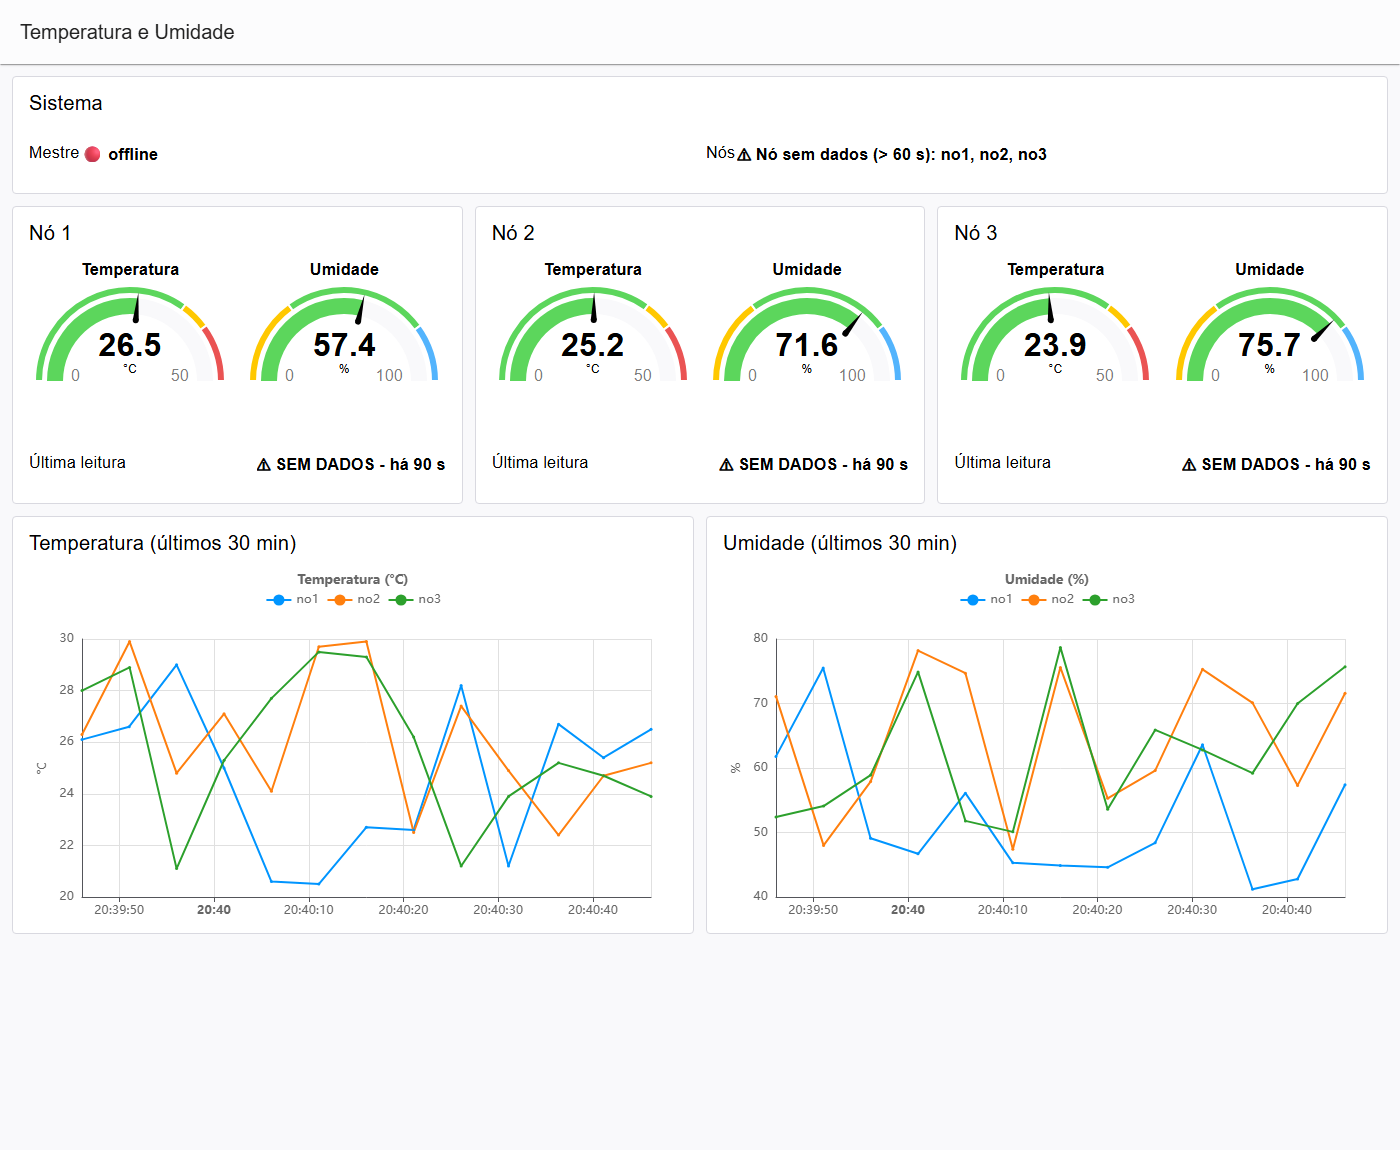 Temperatura e Umidade
Sistema
Mestre 🔴 offline
Nós ⚠ Nó sem dados (> 60 s): no1, no2, no3
Nó 1
Temperatura
Umidade
26.5
°C
0
50
57.4
%
0
100
Última leitura
⚠ SEM DADOS - há 90 s
Nó 2
Temperatura
Umidade
25.2
°C
0
50
71.6
%
0
100
Última leitura
⚠ SEM DADOS - há 90 s
Nó 3
Temperatura
Umidade
23.9
°C
0
50
75.7
%
0
100
Última leitura
⚠ SEM DADOS - há 90 s
Temperatura (últimos 30 min)
Temperatura (°C)
no1 no2 no3
30
28
26
24
22
20
°C
20:39:50 20:40 20:40:10 20:40:20 20:40:30 20:40:40
Umidade (últimos 30 min)
Umidade (%)
no1 no2 no3
80
70
60
50
40
%
20:39:50 20:40 20:40:10 20:40:20 20:40:30 20:40:40